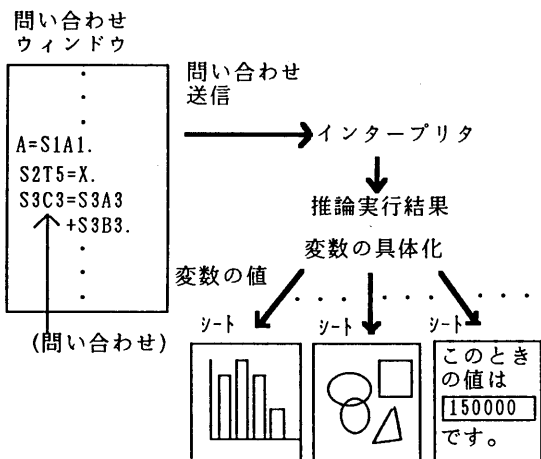 問い合わせ
ウィンドウ
問い合わせ
送信
A=S1A1.
S2T5=X.
S3C3=S3A3
+S3B3.
インタープリタ
推論実行結果
変数の具体化
変数の値
(問い合わせ)
シート
シート
シート
このとき
の値は
150000
です。